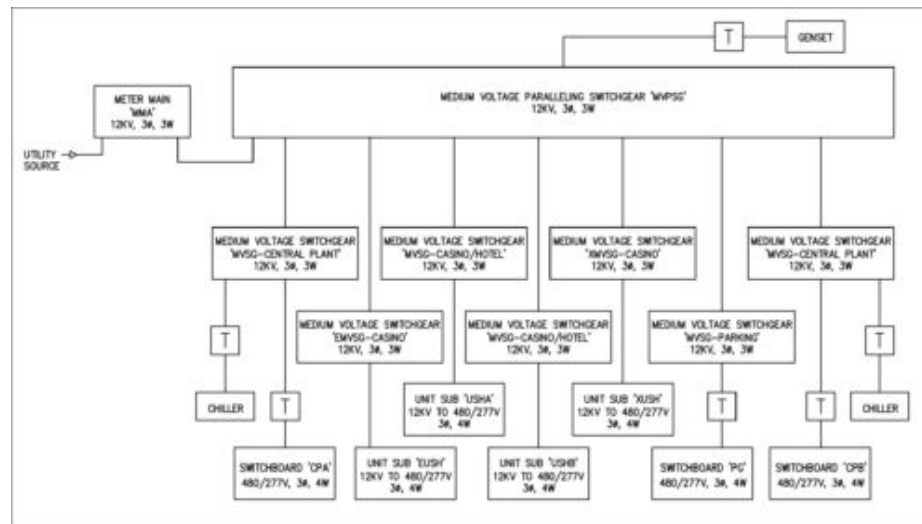 T
GENSET
MEDIUM VOLTAGE PARALLELING SWITCHGEAR 'MVPSG'
12KV, 3Ø, 3W
METER MAIN
'MMA'
12KV, 3Ø, 3W
UTILITY
SOURCE
MEDIUM VOLTAGE SWITCHGEAR
'MVSG-CENTRAL PLANT'
12KV, 3Ø, 3W
MEDIUM VOLTAGE SWITCHGEAR
'MVSG-CASINO/HOTEL'
12KV, 3Ø, 3W
MEDIUM VOLTAGE SWITCHGEAR
'XMVSG-CASINO'
12KV, 3Ø, 3W
MEDIUM VOLTAGE SWITCHGEAR
'MVSG-CENTRAL PLANT'
12KV, 3Ø, 3W
MEDIUM VOLTAGE SWITCHGEAR
'EMVSG-CASINO'
12KV, 3Ø, 3W
MEDIUM VOLTAGE SWITCHGEAR
'MVSG-CASINO/HOTEL'
12KV, 3Ø, 3W
MEDIUM VOLTAGE SWITCHGEAR
'MVSG-PARKING'
12KV, 3Ø, 3W
T
T
CHILLER
T
UNIT SUB 'USHA'
12KV TO 480/277V
3Ø, 4W
UNIT SUB 'XUSH'
12KV TO 480/277V
3Ø, 4W
T
T
CHILLER
SWITCHBOARD 'CPA'
480/277V, 3Ø, 4W
UNIT SUB 'EUSH'
12KV TO 480/277V
3Ø, 4W
UNIT SUB 'USHB'
12KV TO 480/277V
3Ø, 4W
SWITCHBOARD 'PG'
480/277V, 3Ø, 4W
SWITCHBOARD 'CPB'
480/277V, 3Ø, 4W